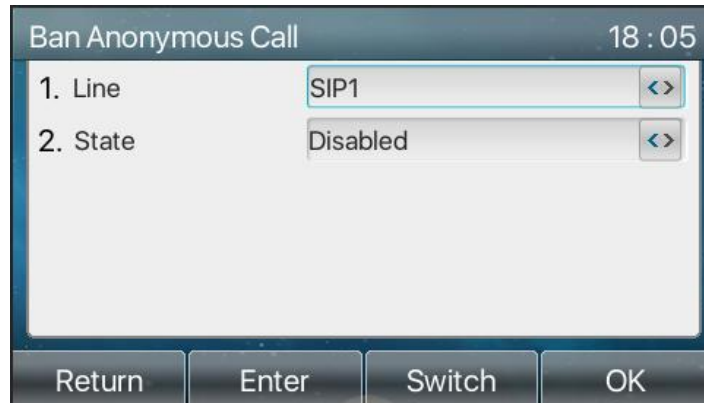 Ban Anonymous Call 18:05
1. Line SIP1 <>
2. State Disabled <>
Return Enter Switch OK